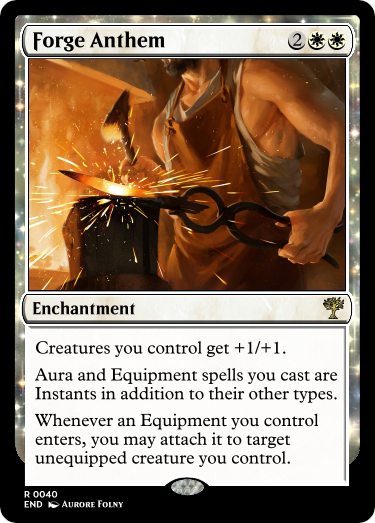 Forge Anthem 2
Enchantment
Creatures you control get +1/+1.
Aura and Equipment spells you cast are
Instants in addition to their other types.
Whenever an Equipment you control
enters, you may attach it to target
unequipped creature you control.
R 0040
END Aurore Folny